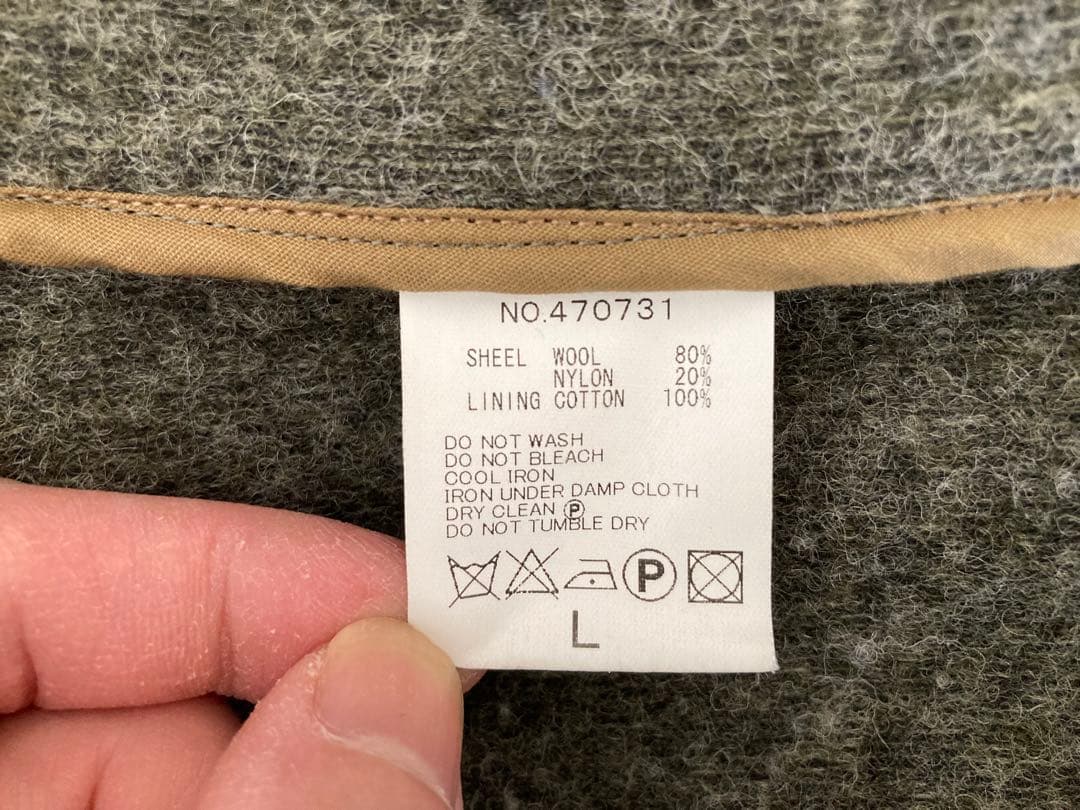 NO.470731
SHEEL WOOL 80%
NYLON 20%
LINING COTTON 100%
DO NOT WASH
DO NOT BLEACH
COOL IRON
IRON UNDER DAMP CLOTH
DRY CLEAN Ⓟ
DO NOT TUMBLE DRY
P
L